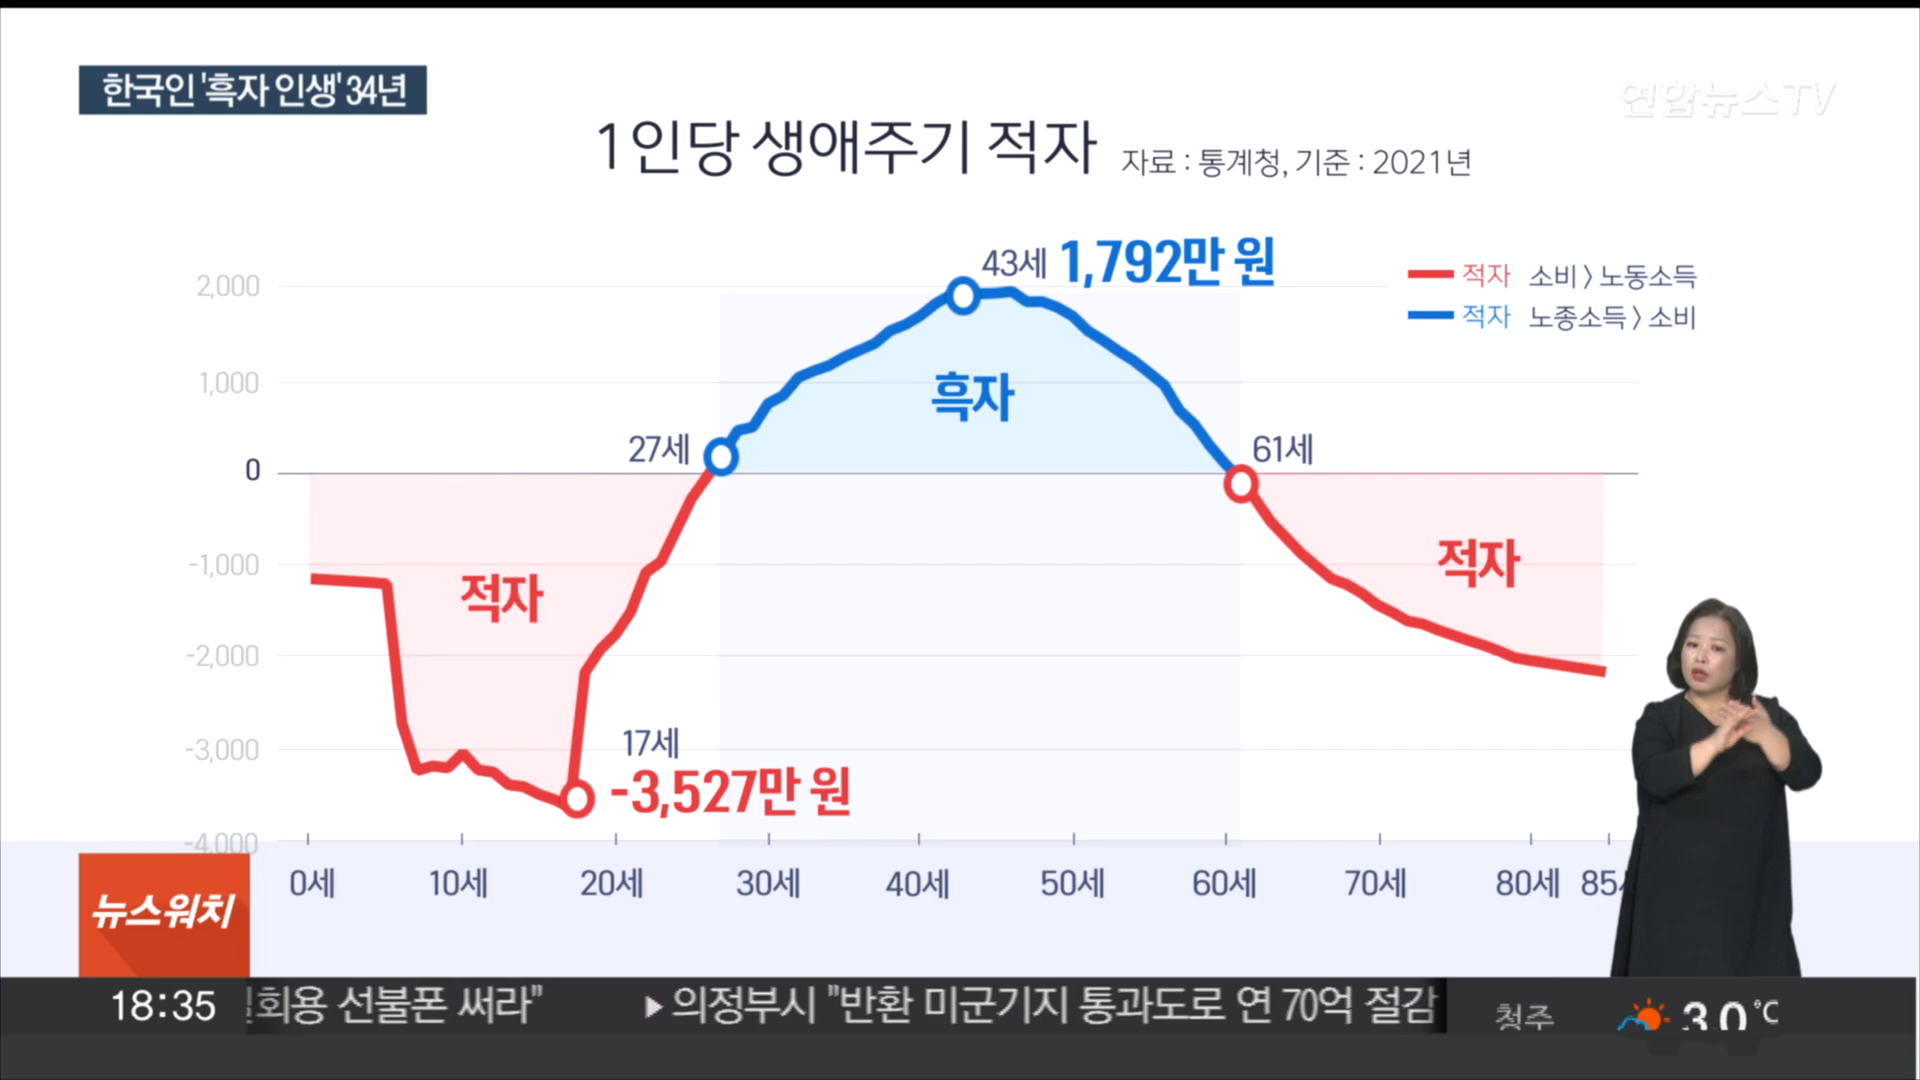 한국인 '흑자 인생' 34년
연합뉴스TV
1인당 생애주기 적자 자료 : 통계청, 기준 : 2021년
43세 1,792만 원
적자 소비 > 노동소득
적자 노종소득 > 소비
2,000
1,000
0
-1,000
-2,000
-3,000
-4,000
흑자
27세
61세
적자
적자
17세
-3,527만 원
0세 10세 20세 30세 40세 50세 60세 70세 80세 85
뉴스워치
18:35 회용 선불폰 써라" ▶의정부시 "반환 미군기지 통과도로 연 70억 절감 청주 3.0℃